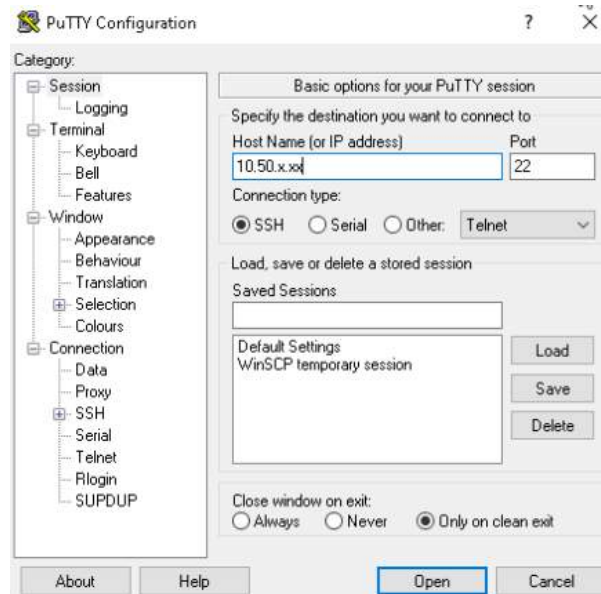 PuTTY Configuration
?
Category:
Session
Logging
Terminal
Keyboard
Bell
Features
Window
Appearance
Behaviour
Translation
Selection
Colours
Connection
Data
Proxy
SSH
Serial
Telnet
Rlogin
SUPDUP
Basic options for your PuTTY session
Specify the destination you want to connect to
Host Name (or IP address) Port
10.50.x.xx 22
Connection type:
SSH Serial Other: Telnet
Load, save or delete a stored session
Saved Sessions
Default Settings
WinSCP temporary session
Load
Save
Delete
Close window on exit:
Always Never Only on clean exit
About Help Open Cancel